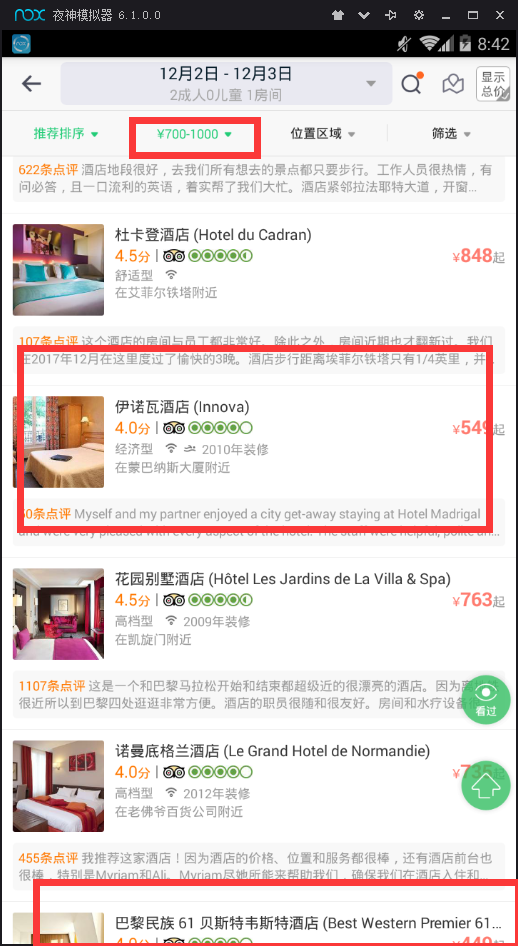 nox 夜神模拟器 6.1.0.0
8:42
12月2日 - 12月3日
2成人0儿童 1房间
显示
总价
推荐排序
¥700-1000
位置区域
筛选
622条点评 酒店地段很好，去我们所有想去的景点都只要步行。工作人员很热情，有
问必答，且一口流利的英语，着实帮了我们大忙。酒店紧邻拉法耶特大道，开窗...
杜卡登酒店 (Hotel du Cadran)
4.5分
¥848起
舒适型
在艾菲尔铁塔附近
107条点评 这个酒店的房间与员工都非常好。除此之外，房间近期也才翻新过。我们
在2017年12月在这里度过了愉快的3晚。酒店步行距离埃菲尔铁塔只有1/4英里，并...
伊诺瓦酒店 (Innova)
4.0分
¥549起
经济型 2010年装修
在蒙巴纳斯大厦附近
50条点评 Myself and my partner enjoyed a city get-away staying at Hotel Madrigal
and were very pleased with every aspect of the hotel. The staff were helpful, polite an...
花园别墅酒店 (Hôtel Les Jardins de La Villa & Spa)
4.5分
¥763起
高档型 2009年装修
在凯旋门附近
1107条点评 这是一个和巴黎马拉松开始和结束都超级近的很漂亮的酒店。因为离
很近所以到巴黎四处逛逛非常方便。酒店的职员很随和很友好。房间和水疗设备
看过
诺曼底格兰酒店 (Le Grand Hotel de Normandie)
4.0分
¥735起
高档型 2012年装修
在老佛爷百货公司附近
455条点评 我推荐这家酒店！因为酒店的价格、位置和服务都很棒，还有酒店前台也
很棒，特别是Myriam和Ali。Myriam尽她所能来帮助我们，确保我们在酒店入住和...
巴黎民族 61 贝斯特韦斯特酒店 (Best Western Premier 61...
4.0分
¥449起